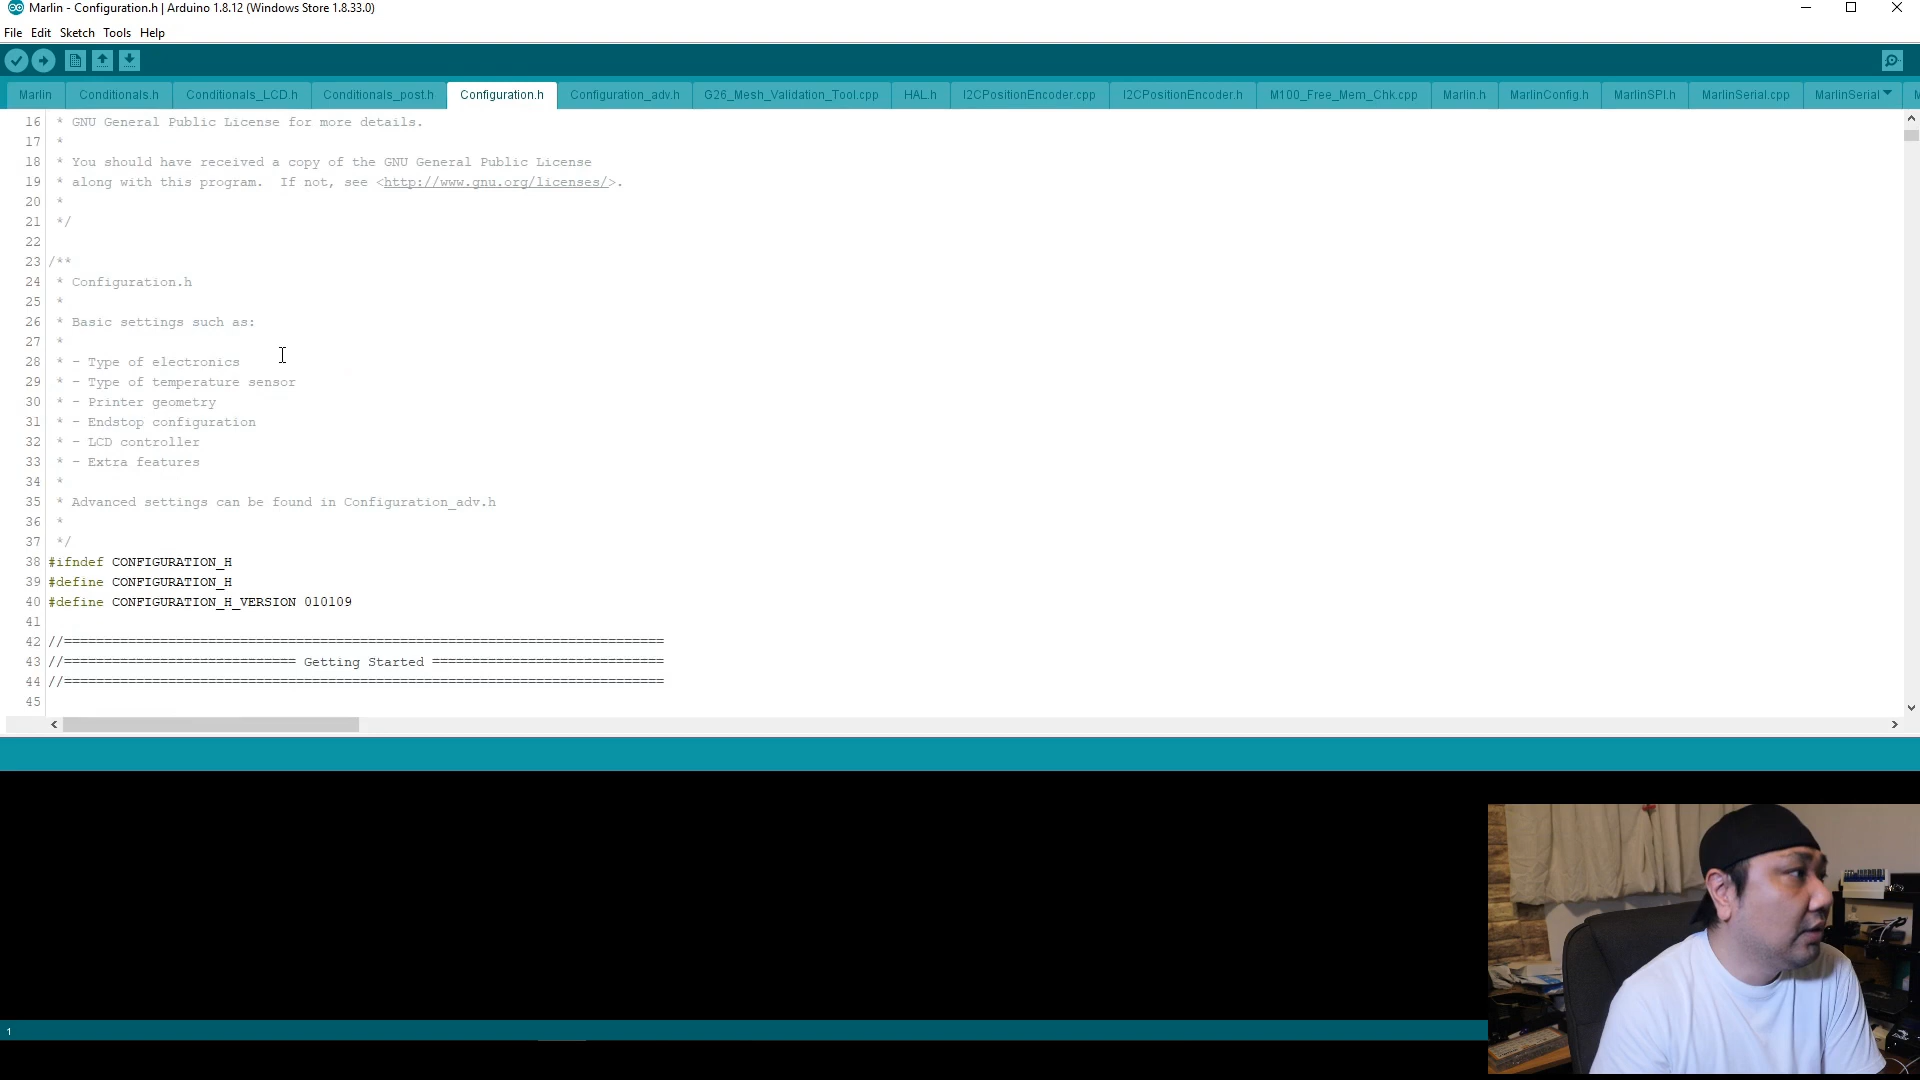 Marlin - Configuration.h | Arduino 1.8.12 (Windows Store 1.8.33.0)
File Edit Sketch Tools Help
Marlin Conditionals.h Conditionals_LCD.h Conditionals_post.h Configuration.h Configuration_adv.h G26_Mesh_Validation_Tool.cpp HAL.h I2CPositionEncoder.cpp I2CPositionEncoder.h M100_Free_Mem_Chk.cpp Marlin.h MarlinConfig.h MarlinSPI.h MarlinSerial.cpp MarlinSerial
16 * GNU General Public License for more details.
17 *
18 * You should have received a copy of the GNU General Public License
19 * along with this program.  If not, see <http://www.gnu.org/licenses/>.
20 *
21 */
22
23 /**
24 * Configuration.h
25 *
26 * Basic settings such as:
27 *
28 * - Type of electronics
29 * - Type of temperature sensor
30 * - Printer geometry
31 * - Endstop configuration
32 * - LCD controller
33 * - Extra features
34 *
35 * Advanced settings can be found in Configuration_adv.h
36 *
37 */
38 #ifndef CONFIGURATION_H
39 #define CONFIGURATION_H
40 #define CONFIGURATION_H_VERSION 010109
41
42 //===========================================================================
43 //============================= Getting Started =============================
44 //===========================================================================
45
1